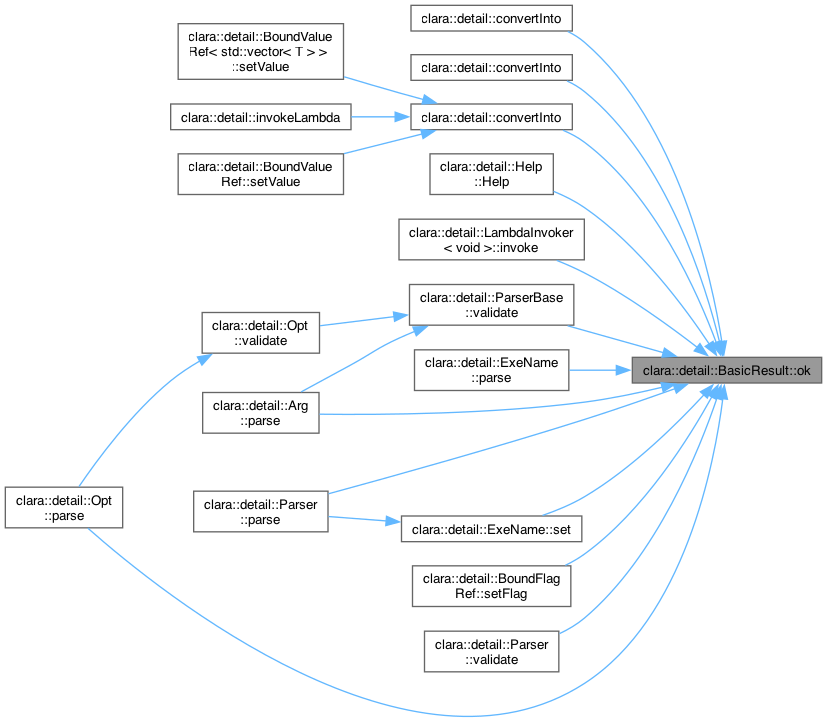 clara::detail::convertInto
clara::detail::BoundValue
Ref< std::vector< T > >
::setValue
clara::detail::convertInto
clara::detail::invokeLambda
clara::detail::convertInto
clara::detail::BoundValue
Ref::setValue
clara::detail::Help
::Help
clara::detail::LambdaInvoker
< void >::invoke
clara::detail::ParserBase
::validate
clara::detail::Opt
::validate
clara::detail::ExeName
::parse
clara::detail::BasicResult::ok
clara::detail::Arg
::parse
clara::detail::Opt
::parse
clara::detail::Parser
::parse
clara::detail::ExeName::set
clara::detail::BoundFlag
Ref::setFlag
clara::detail::Parser
::validate